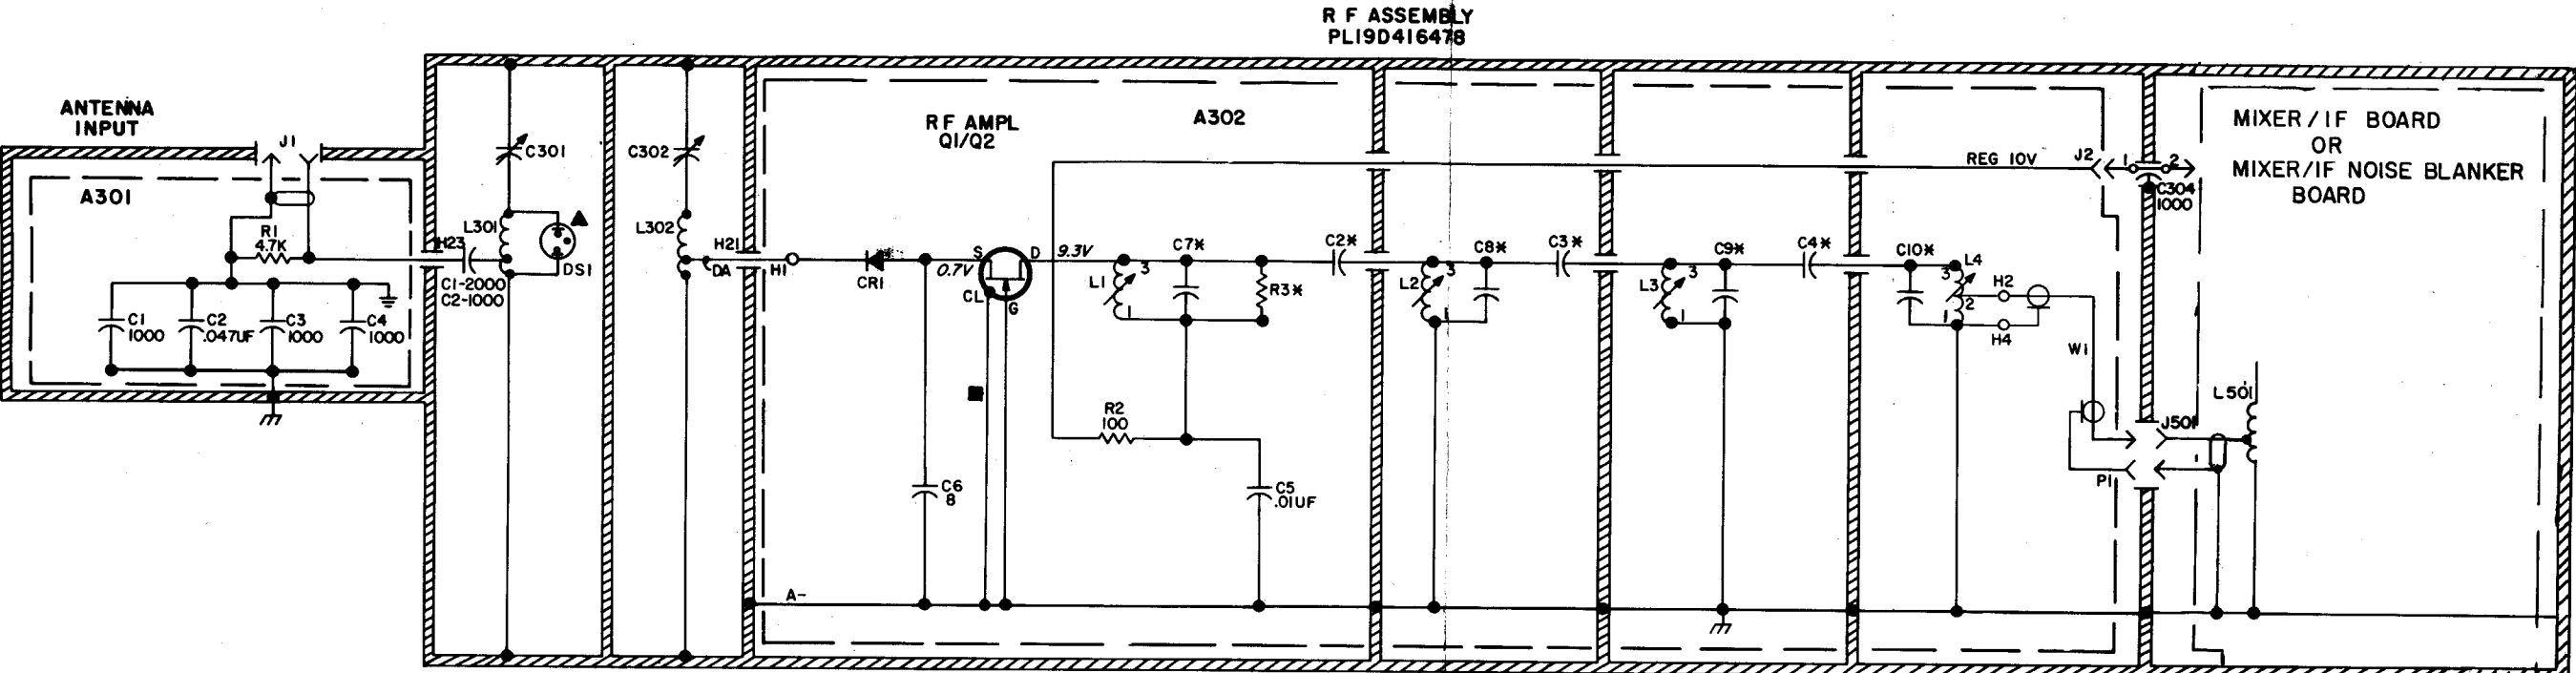 R F ASSEMBLY
PL19D416478
ANTENNA
INPUT
J1
A301
R1
4.7K
C1
1000
C2
.047UF
C3
1000
C4
1000
H23
C1-2000
C2-1000
C301
L301
DS1
C302
L302
H21
DA
H1
RF AMPL
Q1/Q2
A302
CR1
S
0.7V
CL
G
D
9.3V
C6
8
A-
L1
3
1
C7*
R3*
R2
100
C5
.01UF
C2*
L2
3
1
C8*
C3*
L3
3
1
C9*
C4*
C10*
L4
3
2
1
H2
H4
W1
REG 10V
J2
1
2
C304
1000
J501
P1
L501
MIXER/IF BOARD
OR
MIXER/IF NOISE BLANKER
BOARD